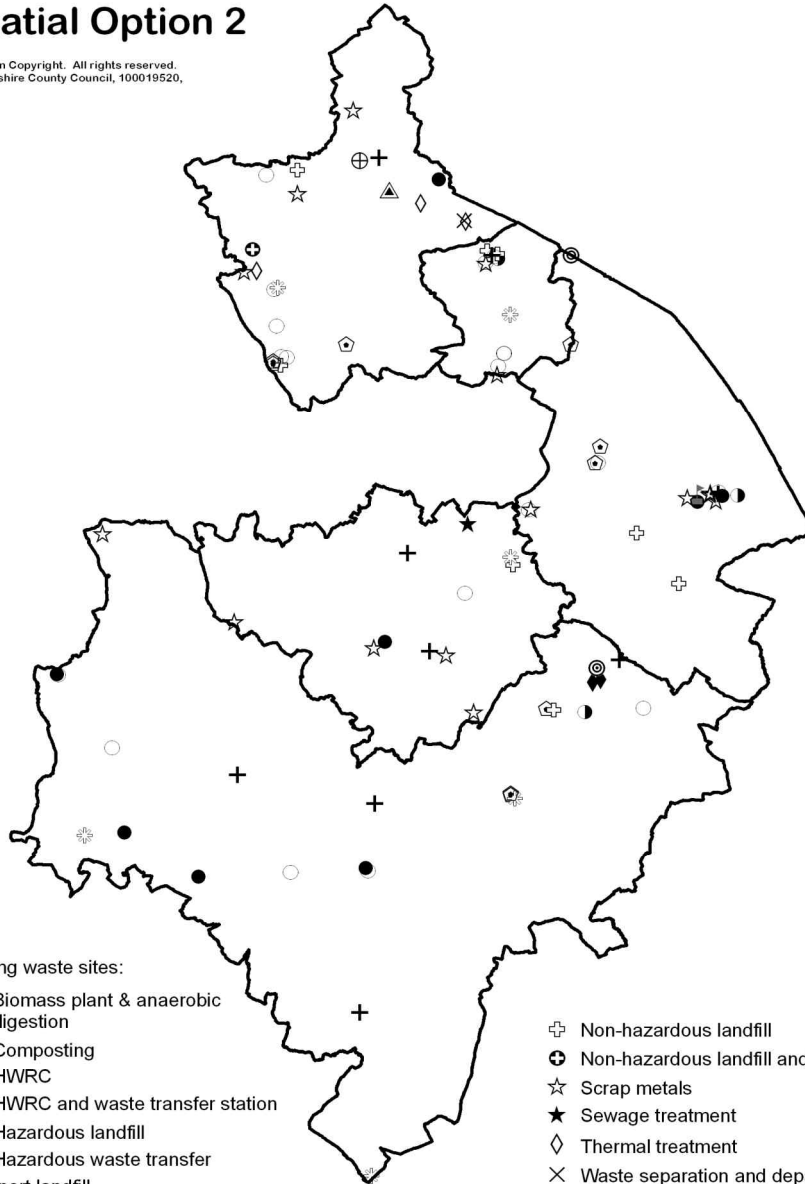 atial Option 2
n Copyright. All rights reserved.
shire County Council, 100019520,
ng waste sites:
Biomass plant & anaerobic
digestion
Composting
HWRC
HWRC and waste transfer station
Hazardous landfill
Hazardous waste transfer
nert landfill
Non-hazardous landfill
Non-hazardous landfill and
Scrap metals
Sewage treatment
Thermal treatment
Waste separation and dep